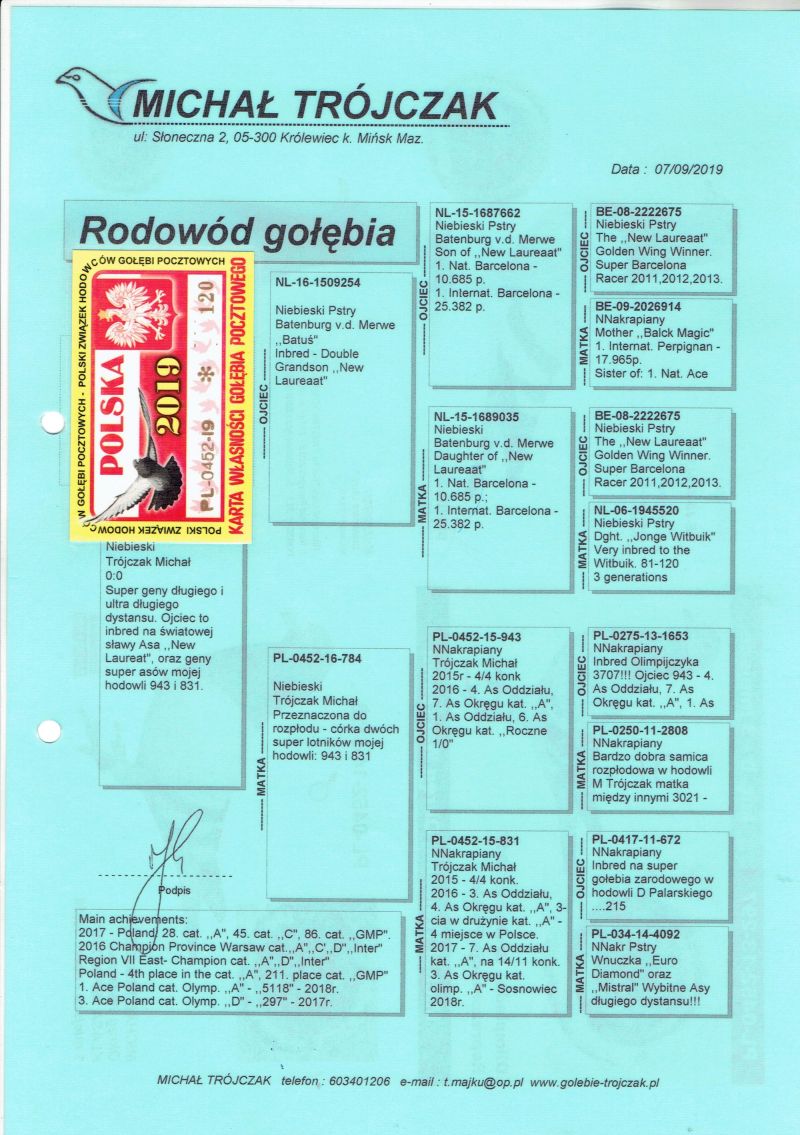 MICHAŁ TRÓJCZAK
ul: Słoneczna 2, 05-300 Królewiec k. Mińsk Maz.
Data : 07/09/2019
Rodowód gołębia
POLSKI ZWIĄZEK HODOWCÓW GOŁĘBI POCZTOWYCH - POLSKI ZWIĄZEK HODOWCÓW GOŁĘBI POCZTOWYCH
POLSKA
2019
PL-0452-19 * 120
KARTA WŁASNOŚCI GOŁĘBIA POCZTOWEGO
Niebieski
Trójczak Michał
0:0
Super geny długiego i
ultra długiego
dystansu. Ojciec to
inbred na światowej
sławy Asa ,,New
Laureat", oraz geny
super asów mojej
hodowli 943 i 831.
OJCIEC
NL-16-1509254
Niebieski Pstry
Batenburg v.d. Merwe
,,Batuś"
Inbred - Double
Grandson ,,New
Laureaat"
MATKA
PL-0452-16-784
Niebieski
Trójczak Michał
Przeznaczona do
rozpłodu - córka dwóch
super lotników mojej
hodowli: 943 i 831
OJCIEC
NL-15-1687662
Niebieski Pstry
Batenburg v.d. Merwe
Son of ,,New Laureaat"
1. Nat. Barcelona -
10.685 p.
1. Internat. Barcelona -
25.382 p.
MATKA
NL-15-1689035
Niebieski
Batenburg v.d. Merwe
Daughter of ,,New
Laureaat"
1. Nat. Barcelona -
10.685 p.;
1. Internat. Barcelona -
25.382 p.
OJCIEC
PL-0452-15-943
NNakrapiany
Trójczak Michał
2015r - 4/4 konk
2016 - 4. As Oddziału,
7. As Okręgu kat. ,,A",
1. As Oddziału, 6. As
Okręgu kat. ,,Roczne
1/0"
MATKA
PL-0452-15-831
NNakrapiany
Trójczak Michał
2015 - 4/4 konk.
2016 - 3. As Oddziału,
4. As Okręgu kat. ,,A", 3-
cia w drużynie kat. ,,A" -
4 miejsce w Polsce.
2017 - 7. As Oddziału
kat. ,,A", na 14/11 konk.
3. As Okręgu kat.
olimp. ,,A" - Sosnowiec
2018r.
OJCIEC
BE-08-2222675
Niebieski Pstry
The ,,New Laureaat"
Golden Wing Winner.
Super Barcelona
Racer 2011,2012,2013.
MATKA
BE-09-2026914
NNakrapiany
Mother ,,Balck Magic"
1. Internat. Perpignan -
17.965p.
Sister of: 1. Nat. Ace
OJCIEC
BE-08-2222675
Niebieski Pstry
The ,,New Laureaat"
Golden Wing Winner.
Super Barcelona
Racer 2011,2012,2013.
MATKA
NL-06-1945520
Niebieski Pstry
Dght. ,,Jonge Witbuik"
Very inbred to the
Witbuik. 81-120
3 generations
OJCIEC
PL-0275-13-1653
NNakrapiany
Inbred Olimpijczyka
3707!!! Ojciec 943 - 4.
As Oddziału, 7. As
Okręgu kat. ,,A", 1. As
MATKA
PL-0250-11-2808
NNakrapiany
Bardzo dobra samica
rozpłodowa w hodowli
M Trójczak matka
między innymi 3021 -
OJCIEC
PL-0417-11-672
NNakrapiany
Inbred na super
gołebia zarodowego w
hodowli D Palarskiego
....215
MATKA
PL-034-14-4092
NNakr Pstry
Wnuczka ,,Euro
Diamond" oraz
,,Mistral" Wybitne Asy
długiego dystansu!!!
Podpis
Main achievements:
2017 - Poland, 28. cat. ,,A", 45. cat. ,,C", 86. cat. ,,GMP".
2016 Champion Province Warsaw cat.,,A",,C",,D",,Inter"
Region VII East- Champion cat. ,,A",,D",,Inter"
Poland - 4th place in the cat. ,,A", 211. place cat. ,,GMP"
1. Ace Poland cat. Olymp. ,,A" - ,,5118" - 2018r.
3. Ace Poland cat. Olymp. ,,D" - ,,297" - 2017r.
MICHAŁ TRÓJCZAK telefon : 603401206 e-mail : t.majku@op.pl www.golebie-trojczak.pl